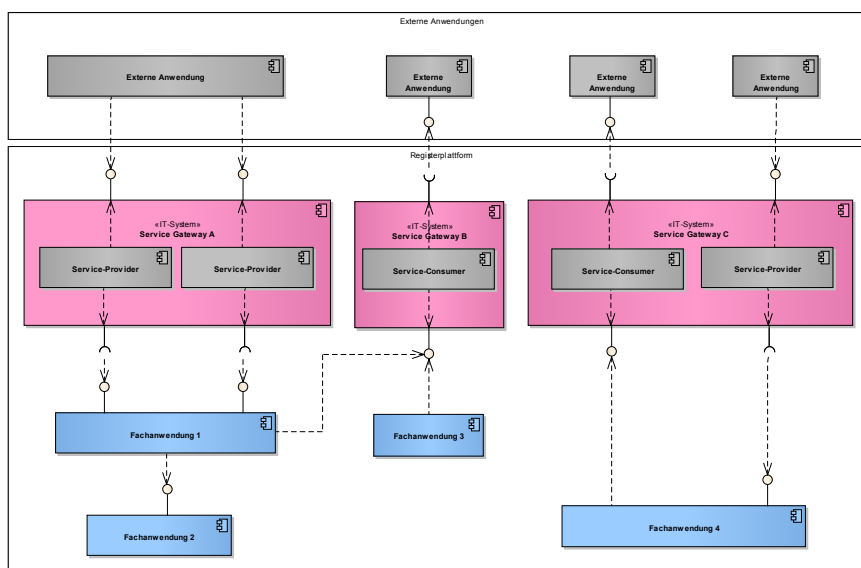 Externe Anwendungen
Externe Anwendung
Externe
Anwendung
Externe
Anwendung
Externe
Anwendung
Registerplattform
«IT-System»
Service Gateway A
Service-Provider
Service-Provider
«IT-System»
Service Gateway B
Service-Consumer
«IT-System»
Service Gateway C
Service-Consumer
Service-Provider
Fachanwendung 1
Fachanwendung 3
Fachanwendung 2
Fachanwendung 4